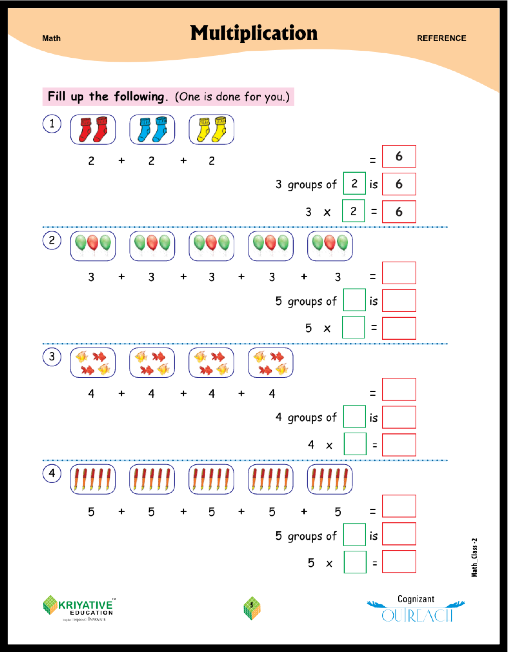 Math
Multiplication
REFERENCE
Fill up the following. (One is done for you.)
1
2 + 2 + 2 = 6
3 groups of 2 is 6
3 x 2 = 6
2
3 + 3 + 3 + 3 + 3 =
5 groups of is
5 x =
3
4 + 4 + 4 + 4 =
4 groups of is
4 x =
4
5 + 5 + 5 + 5 + 5 =
5 groups of is
5 x =
Math_Class-2
KRIYATIVE™
EDUCATION
5
Cognizant
OUTREACH